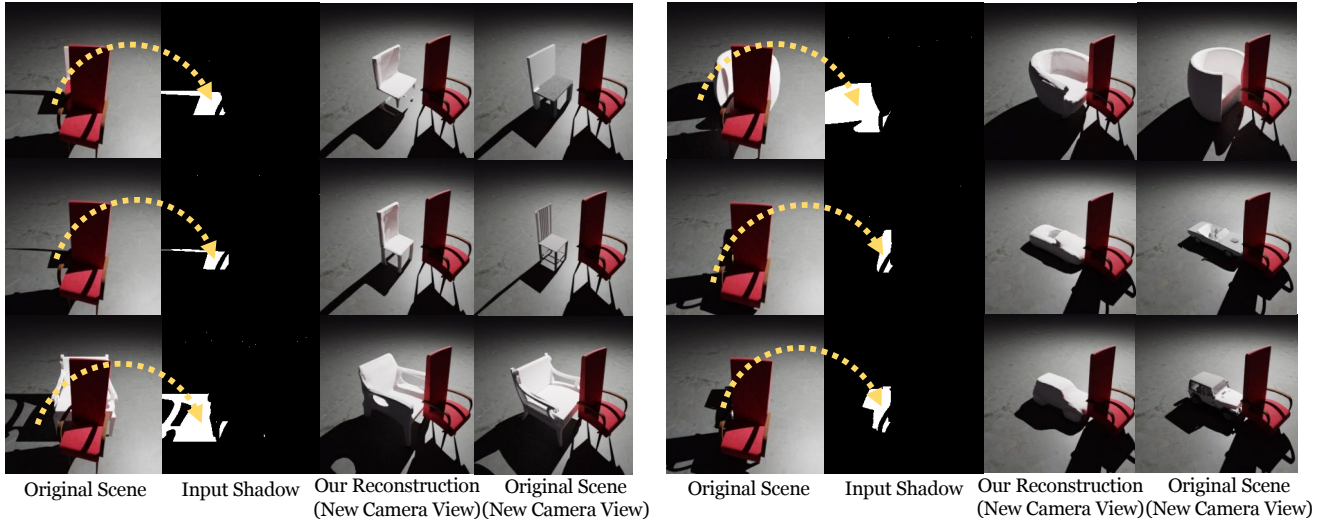 Original Scene
Input Shadow
Our Reconstruction
(New Camera View)
Original Scene
(New Camera View)
Original Scene
Input Shadow
Our Reconstruction
(New Camera View)
Original Scene
(New Camera View)